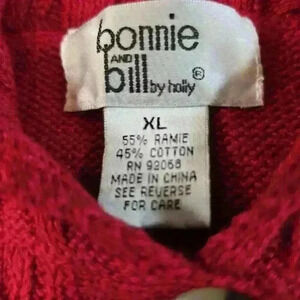 bonnie
AND
bill by holly ®
XL
55% RAMIE
45% COTTON
RN 92068
MADE IN CHINA
SEE REVERSE
FOR CARE